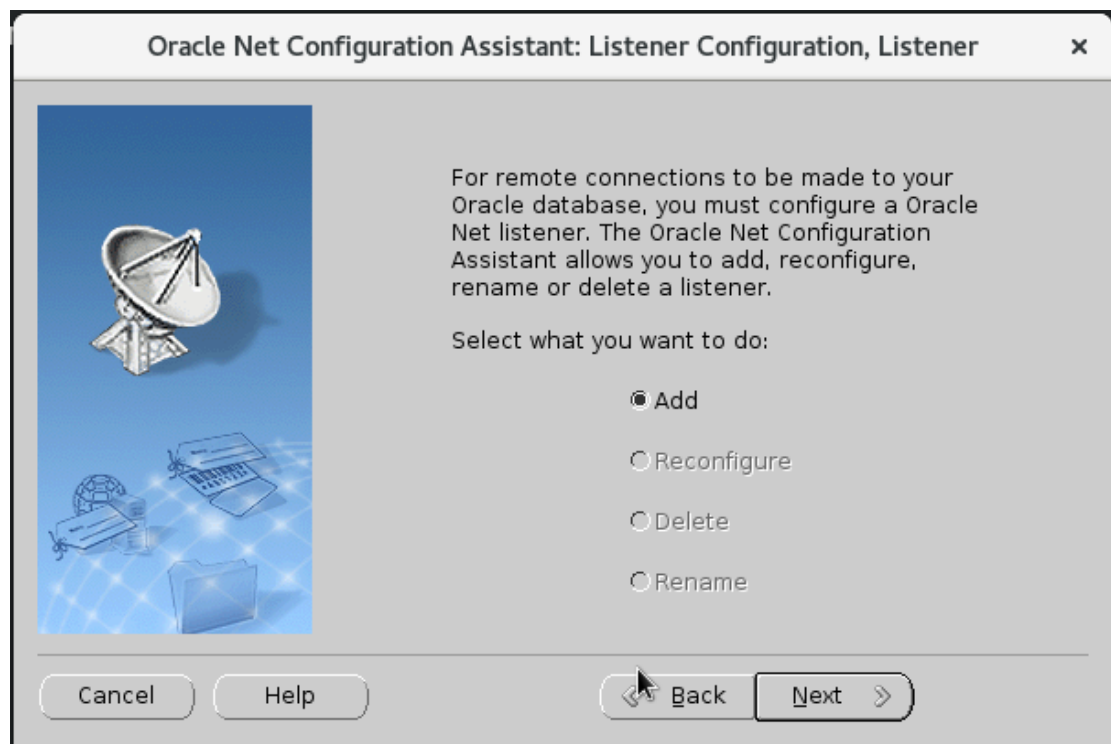 Oracle Net Configuration Assistant: Listener Configuration, Listener
For remote connections to be made to your
Oracle database, you must configure a Oracle
Net listener. The Oracle Net Configuration
Assistant allows you to add, reconfigure,
rename or delete a listener.
Select what you want to do:
Add
Reconfigure
Delete
Rename
Cancel
Help
Back
Next